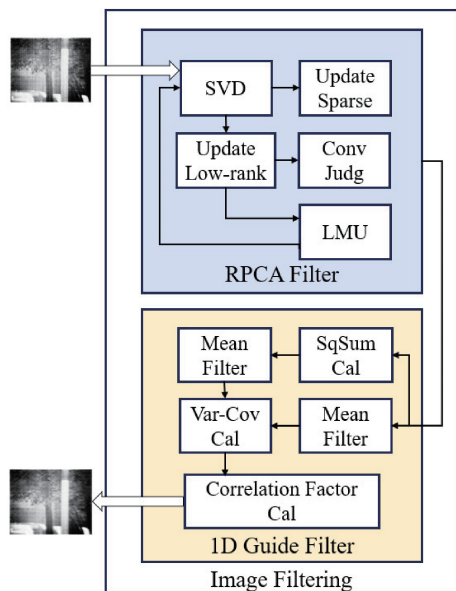 SVD
Update
Sparse
Update
Low-rank
Conv
Judg
LMU
RPCA Filter
Mean
Filter
SqSum
Cal
Var-Cov
Cal
Mean
Filter
Correlation Factor
Cal
1D Guide Filter
Image Filtering